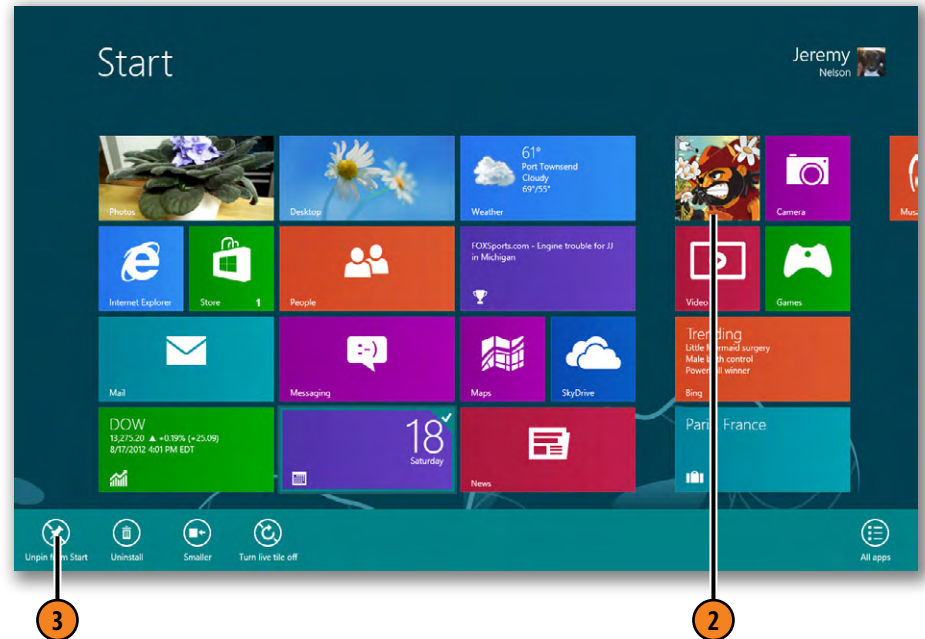 Start
Jeremy
Nelson
Photos
Desktop
61°
Port Townsend
Cloudy
69°/55°
Weather
Camera
Internet Explorer
Store 1
People
FOXSports.com - Engine trouble for JJ
in Michigan
Video
Games
Mail
Messaging
:-)
Maps
SkyDrive
Trending
Little Mermaid surgery
Male birth control
Powerball winner
Bing
DOW
13,275.20 ▲ +0.19% (+25.09)
8/17/2012 4:01 PM EDT
18
Saturday
News
Paris, France
Unpin from Start
Uninstall
Smaller
Turn live tile off
All apps
3
2